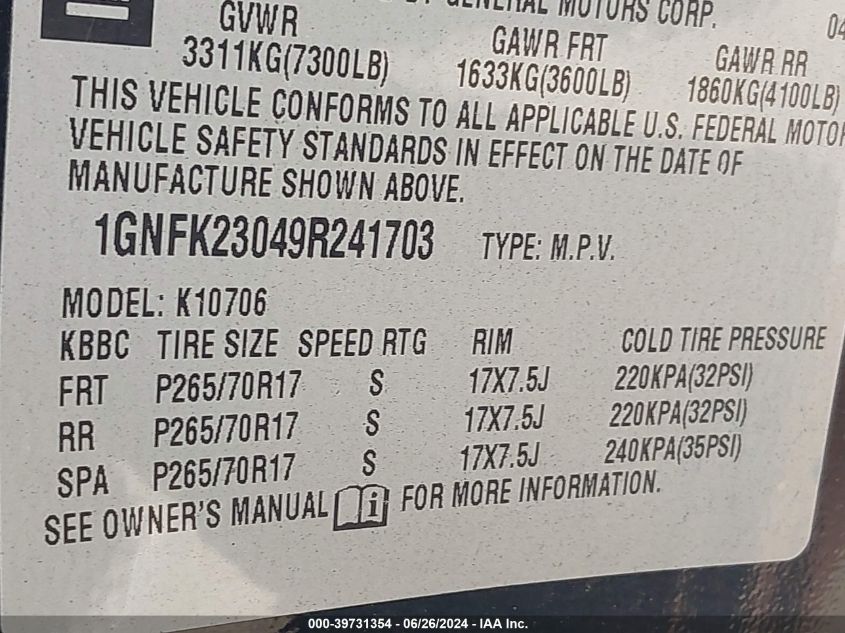 GENERAL MOTORS CORP.
04
GVWR GAWR FRT GAWR RR
3311KG(7300LB) 1633KG(3600LB) 1860KG(4100LB)
THIS VEHICLE CONFORMS TO ALL APPLICABLE U.S. FEDERAL MOTOR
VEHICLE SAFETY STANDARDS IN EFFECT ON THE DATE OF
MANUFACTURE SHOWN ABOVE.
1GNFK23049R241703 TYPE: M.P.V.
MODEL: K10706
KBBC TIRE SIZE SPEED RTG RIM COLD TIRE PRESSURE
FRT P265/70R17 S 17X7.5J 220KPA(32PSI)
RR P265/70R17 S 17X7.5J 220KPA(32PSI)
SPA P265/70R17 S 17X7.5J 240KPA(35PSI)
SEE OWNER'S MANUAL i FOR MORE INFORMATION.
000-39731354 / 06/26/2024 - IAA Inc.